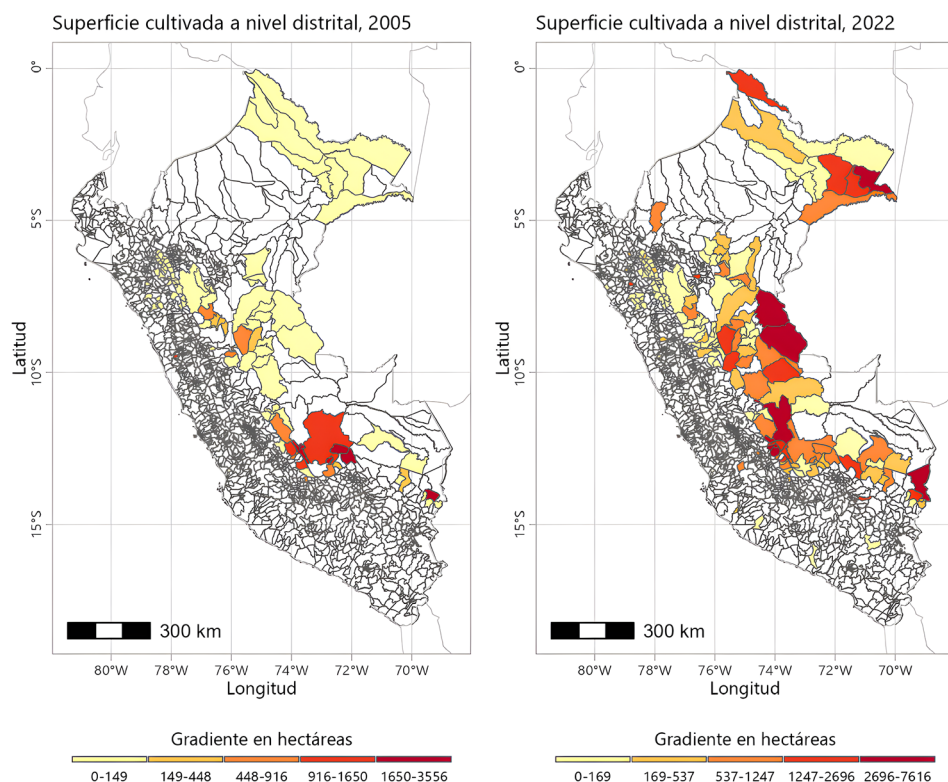 Superficie cultivada a nivel distrital, 2005
0°
5°S
10°S
15°S
Latitud
300 km
80°W 78°W 76°W 74°W 72°W 70°W
Longitud
Gradiente en hectáreas
0-149 149-448 448-916 916-1650 1650-3556
Superficie cultivada a nivel distrital, 2022
0°
5°S
10°S
15°S
Latitud
300 km
80°W 78°W 76°W 74°W 72°W 70°W
Longitud
Gradiente en hectáreas
0-169 169-537 537-1247 1247-2696 2696-7616